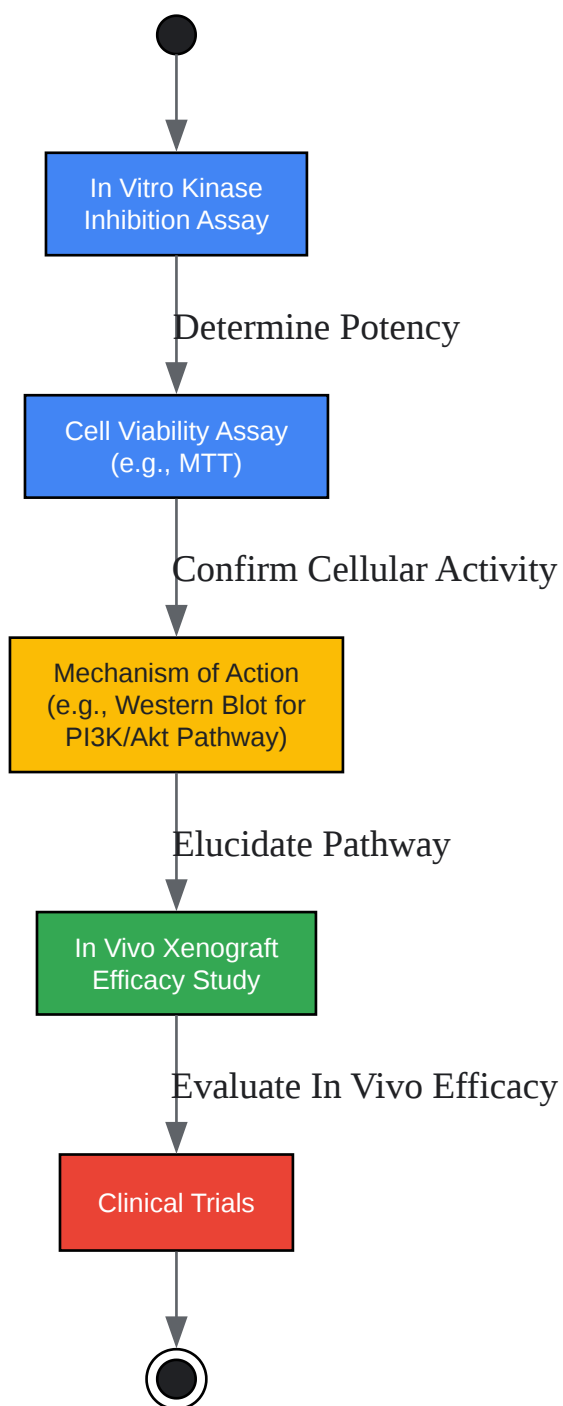 In Vitro Kinase
Inhibition Assay
Determine Potency
Cell Viability Assay
(e.g., MTT)
Confirm Cellular Activity
Mechanism of Action
(e.g., Western Blot for
PI3K/Akt Pathway)
Elucidate Pathway
In Vivo Xenograft
Efficacy Study
Evaluate In Vivo Efficacy
Clinical Trials